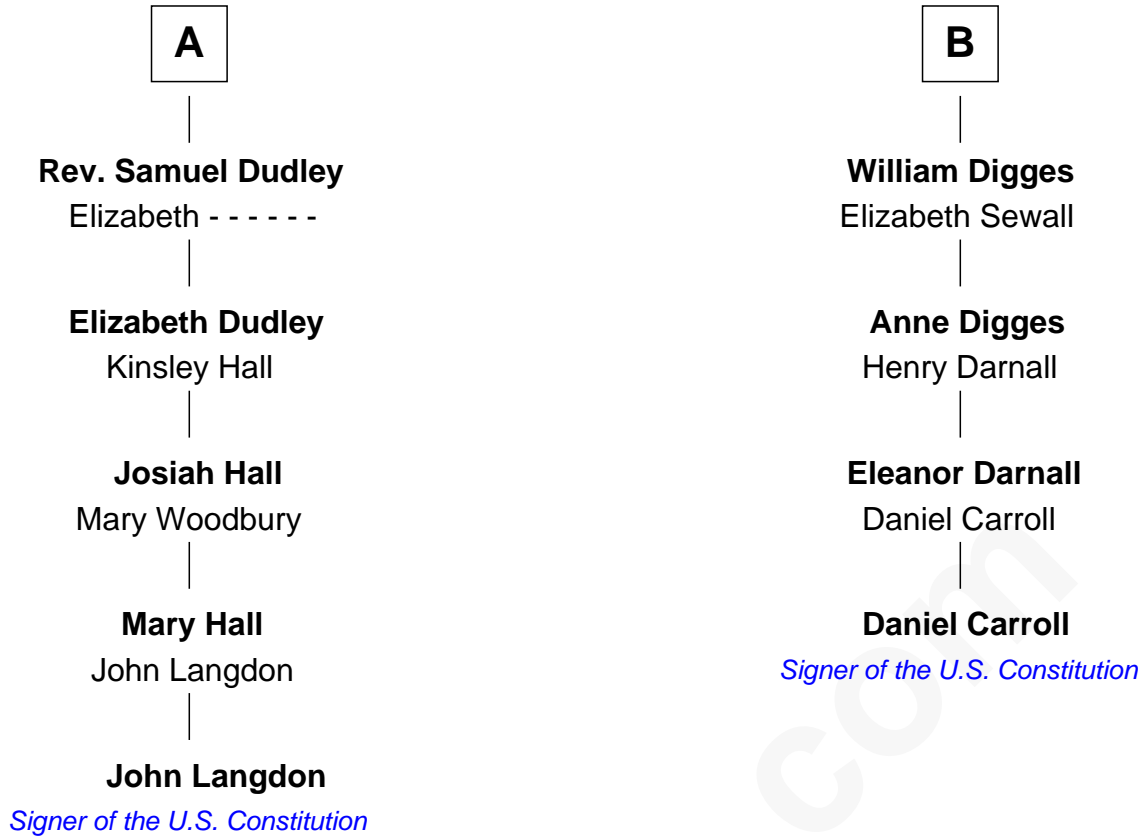 A
Rev. Samuel Dudley
Elizabeth - - - - - -
Elizabeth Dudley
Kinsley Hall
Josiah Hall
Mary Woodbury
Mary Hall
John Langdon
John Langdon
Signer of the U.S. Constitution
B
William Digges
Elizabeth Sewall
Anne Digges
Henry Darnall
Eleanor Darnall
Daniel Carroll
Daniel Carroll
Signer of the U.S. Constitution
com